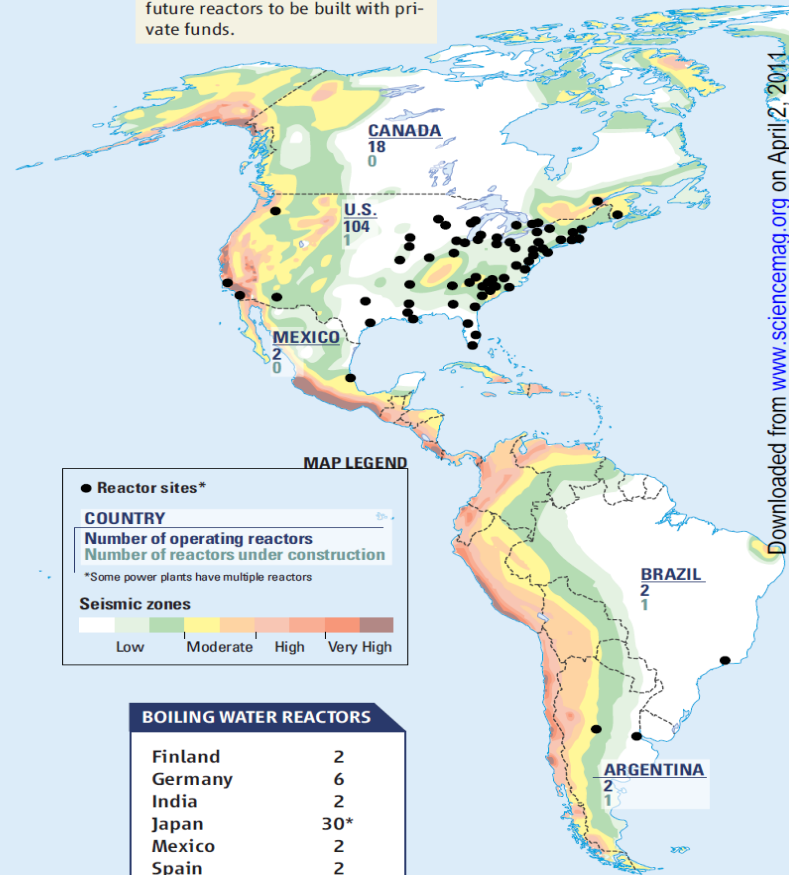 future reactors to be built with pri-
vate funds.
CANADA
18
0
U.S.
104
1
MEXICO
2
0
MAP LEGEND
Reactor sites*
COUNTRY
Number of operating reactors
Number of reactors under construction
*Some power plants have multiple reactors
Seismic zones
Low Moderate High Very High
BRAZIL
2
1
ARGENTINA
2
1
BOILING WATER REACTORS
Finland 2
Germany 6
India 2
Japan 30*
Mexico 2
Spain 2
Downloaded from www.sciencemag.org on April 2, 2011